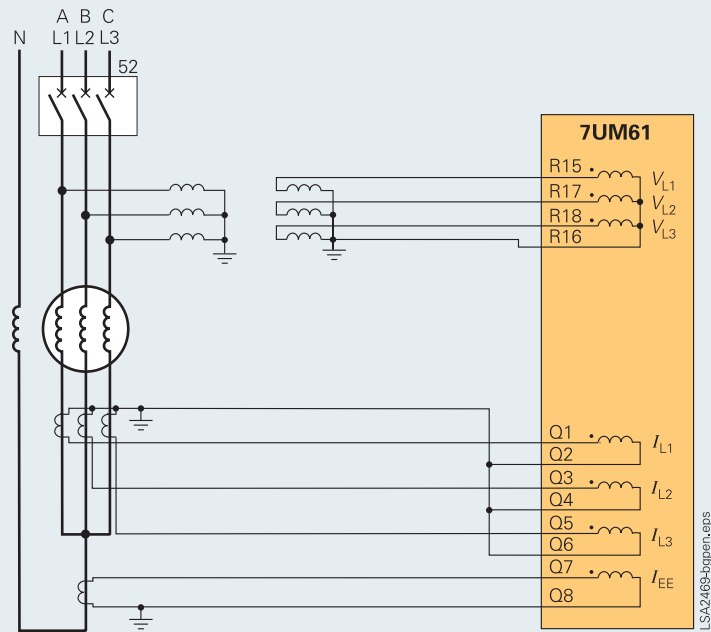 A B C
N L1 L2 L3
52
7UM61
R15
VL1
R17
VL2
R18
VL3
R16
Q1
IL1
Q2
Q3
IL2
Q4
Q5
IL3
Q6
Q7
IEE
Q8
LSA2469-bgpen.eps